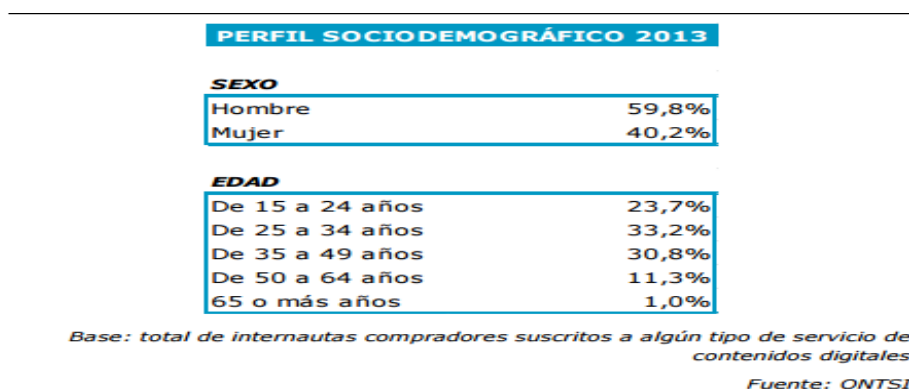 PERFIL SOCIODEMOGRÁFICO 2013
SEXO
Hombre 59,8%
Mujer 40,2%
EDAD
De 15 a 24 años 23,7%
De 25 a 34 años 33,2%
De 35 a 49 años 30,8%
De 50 a 64 años 11,3%
65 o más años 1,0%
Base: total de internautas compradores suscritos a algún tipo de servicio de
contenidos digitales
Fuente: ONTSI